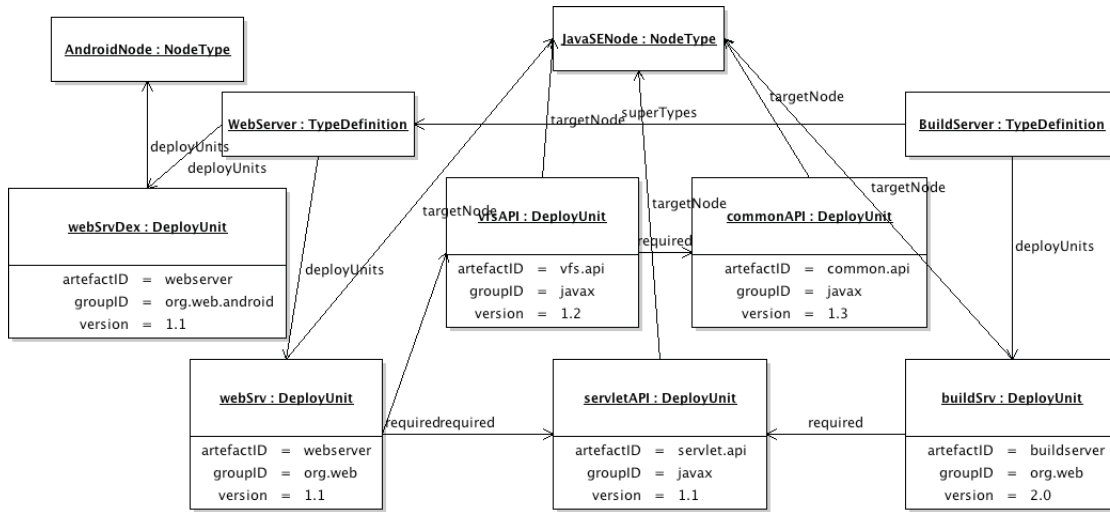 AndroidNode : NodeType
JavaSENode : NodeType
targetNode
WebServer : TypeDefinition
targetNode
superTypes
BuildServer : TypeDefinition
deployUnits
deployUnits
webSrvDex : DeployUnit
artefactID = webserver
groupID = org.web.android
version = 1.1
targetNode
vfsAPI : DeployUnit
artefactID = vfs.api
groupID = javax
version = 1.2
required
targetNode
commonAPI : DeployUnit
artefactID = common.api
groupID = javax
version = 1.3
targetNode
deployUnits
deployUnits
webSrv : DeployUnit
artefactID = webserver
groupID = org.web
version = 1.1
required
required
servletAPI : DeployUnit
artefactID = servlet.api
groupID = javax
version = 1.1
required
buildSrv : DeployUnit
artefactID = buildserver
groupID = org.web
version = 2.0